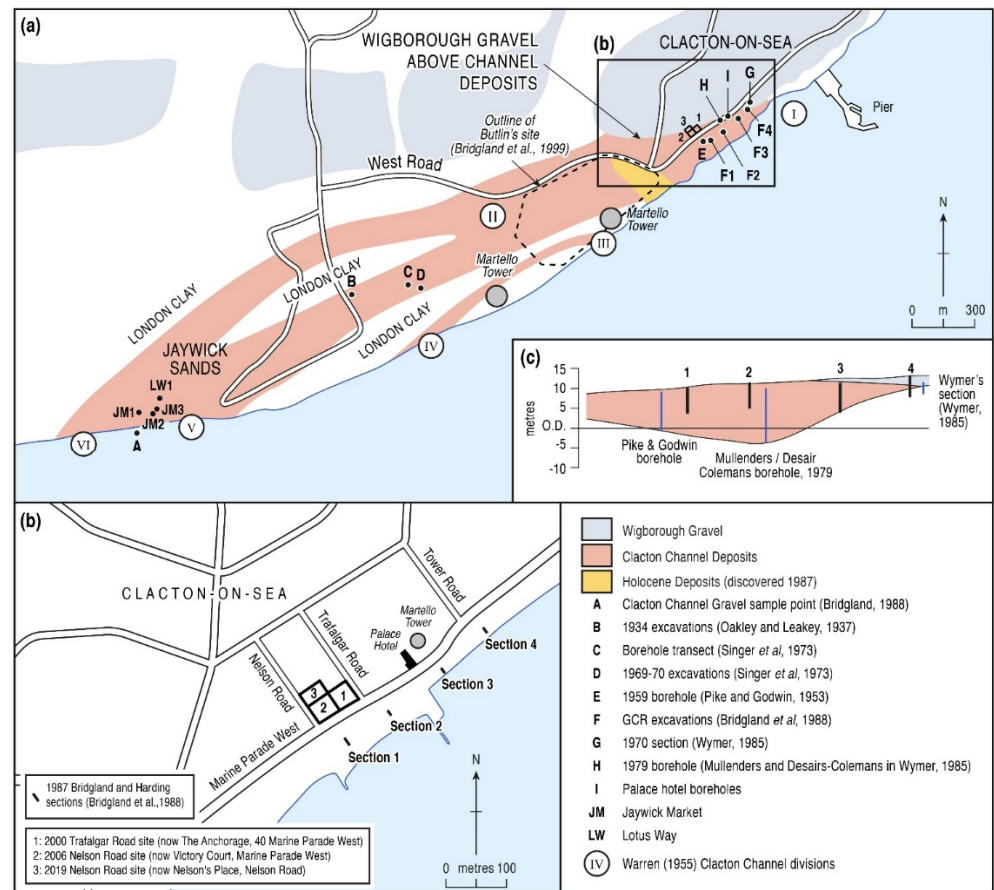 (a)
WIGBOROUGH GRAVEL
ABOVE CHANNEL
DEPOSITS
(b)
CLACTON-ON-SEA
H
I
G
3
1
2
I
Pier
F4
F3
E
F1
F2
Outline of
Butlin's site
(Bridgland et al., 1999)
West Road
II
Martello
Tower
III
N
LONDON CLAY
LONDON CLAY
B
C
D
Martello
Tower
LONDON CLAY
IV
0
m
300
JAYWICK
SANDS
LW1
JM1
JM3
JM2
V
VI
A
(c)
1
2
3
4
metres
15
10
5
O.D.
-5
-10
Wymer's
section
(Wymer,
1985)
Pike & Godwin
borehole
Mullenders / Desair
Colemans borehole, 1979
(b)
CLACTON-ON-SEA
Tower Road
Trafalgar Road
Martello
Tower
Palace
Hotel
Nelson Road
3
1
2
Marine Parade West
Section 4
Section 3
Section 2
Section 1
N
0 metres 100
1987 Bridgland and Harding
sections (Bridgland et al.,1988)
1: 2000 Trafalgar Road site (now The Anchorage, 40 Marine Parade West)
2: 2006 Nelson Road site (now Victory Court, Marine Parade West)
3: 2019 Nelson Road site (now Nelson's Place, Nelson Road)
Wigborough Gravel
Clacton Channel Deposits
Holocene Deposits (discovered 1987)
A Clacton Channel Gravel sample point (Bridgland, 1988)
B 1934 excavations (Oakley and Leakey, 1937)
C Borehole transect (Singer et al, 1973)
D 1969-70 excavations (Singer et al, 1973)
E 1959 borehole (Pike and Godwin, 1953)
F GCR excavations (Bridgland et al, 1988)
G 1970 section (Wymer, 1985)
H 1979 borehole (Mullenders and Desairs-Colemans in Wymer, 1985)
I Palace hotel boreholes
JM Jaywick Market
LW Lotus Way
IV Warren (1955) Clacton Channel divisions